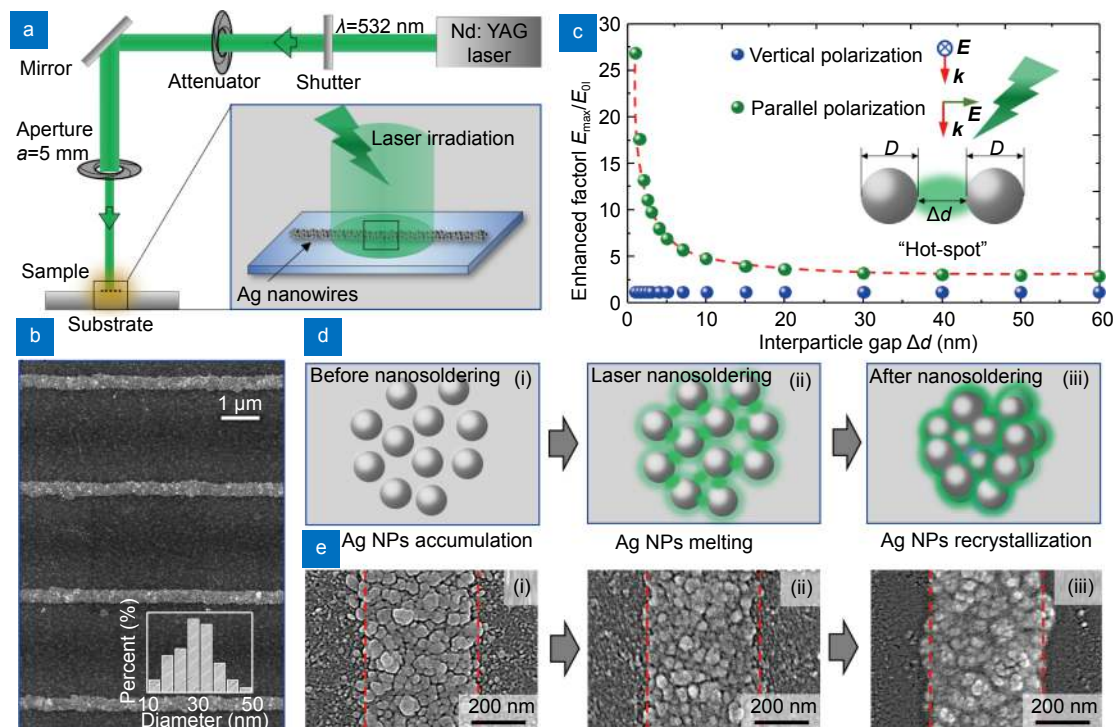 a
λ=532 nm
Nd: YAG
laser
Mirror
Attenuator
Shutter
Aperture
a=5 mm
Laser irradiation
Sample
Ag nanowires
Substrate
b
1 μm
Percent (%)
10
30
50
Diameter (nm)
c
Enhanced factorl Emax/E0l
30
25
20
15
10
5
0
0
10
20
30
40
50
60
Interparticle gap Δd (nm)
Vertical polarization
E
k
Parallel polarization
E
k
D
D
Δd
“Hot-spot”
d
Before nanosoldering
(i)
Laser nanosoldering
(ii)
After nanosoldering
(iii)
Ag NPs accumulation
Ag NPs melting
Ag NPs recrystallization
e
(i)
200 nm
(ii)
200 nm
(iii)
200 nm